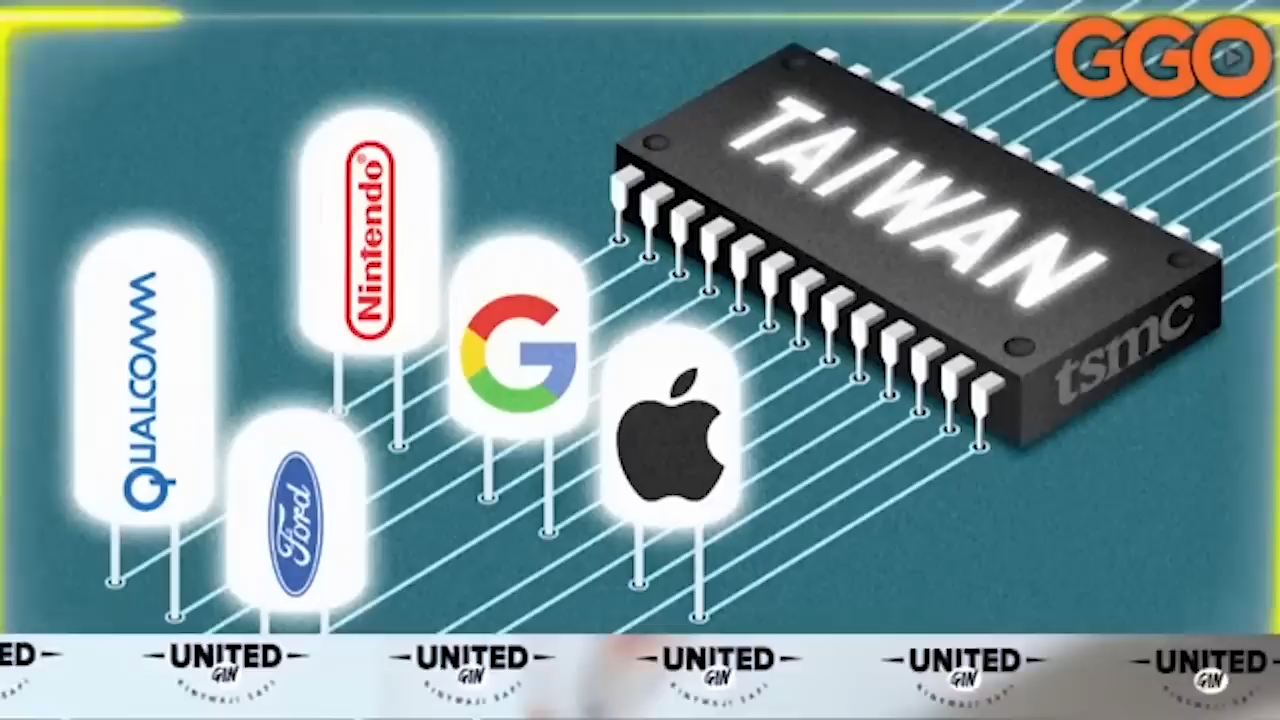 GGO
TAIWAN
tsmc
Nintendo®
QUALCOMM
G
Ford
ED
UNITED
GIN
UNITED
GIN
UNITED
GIN
UNITED
GIN
UNITED
GIN